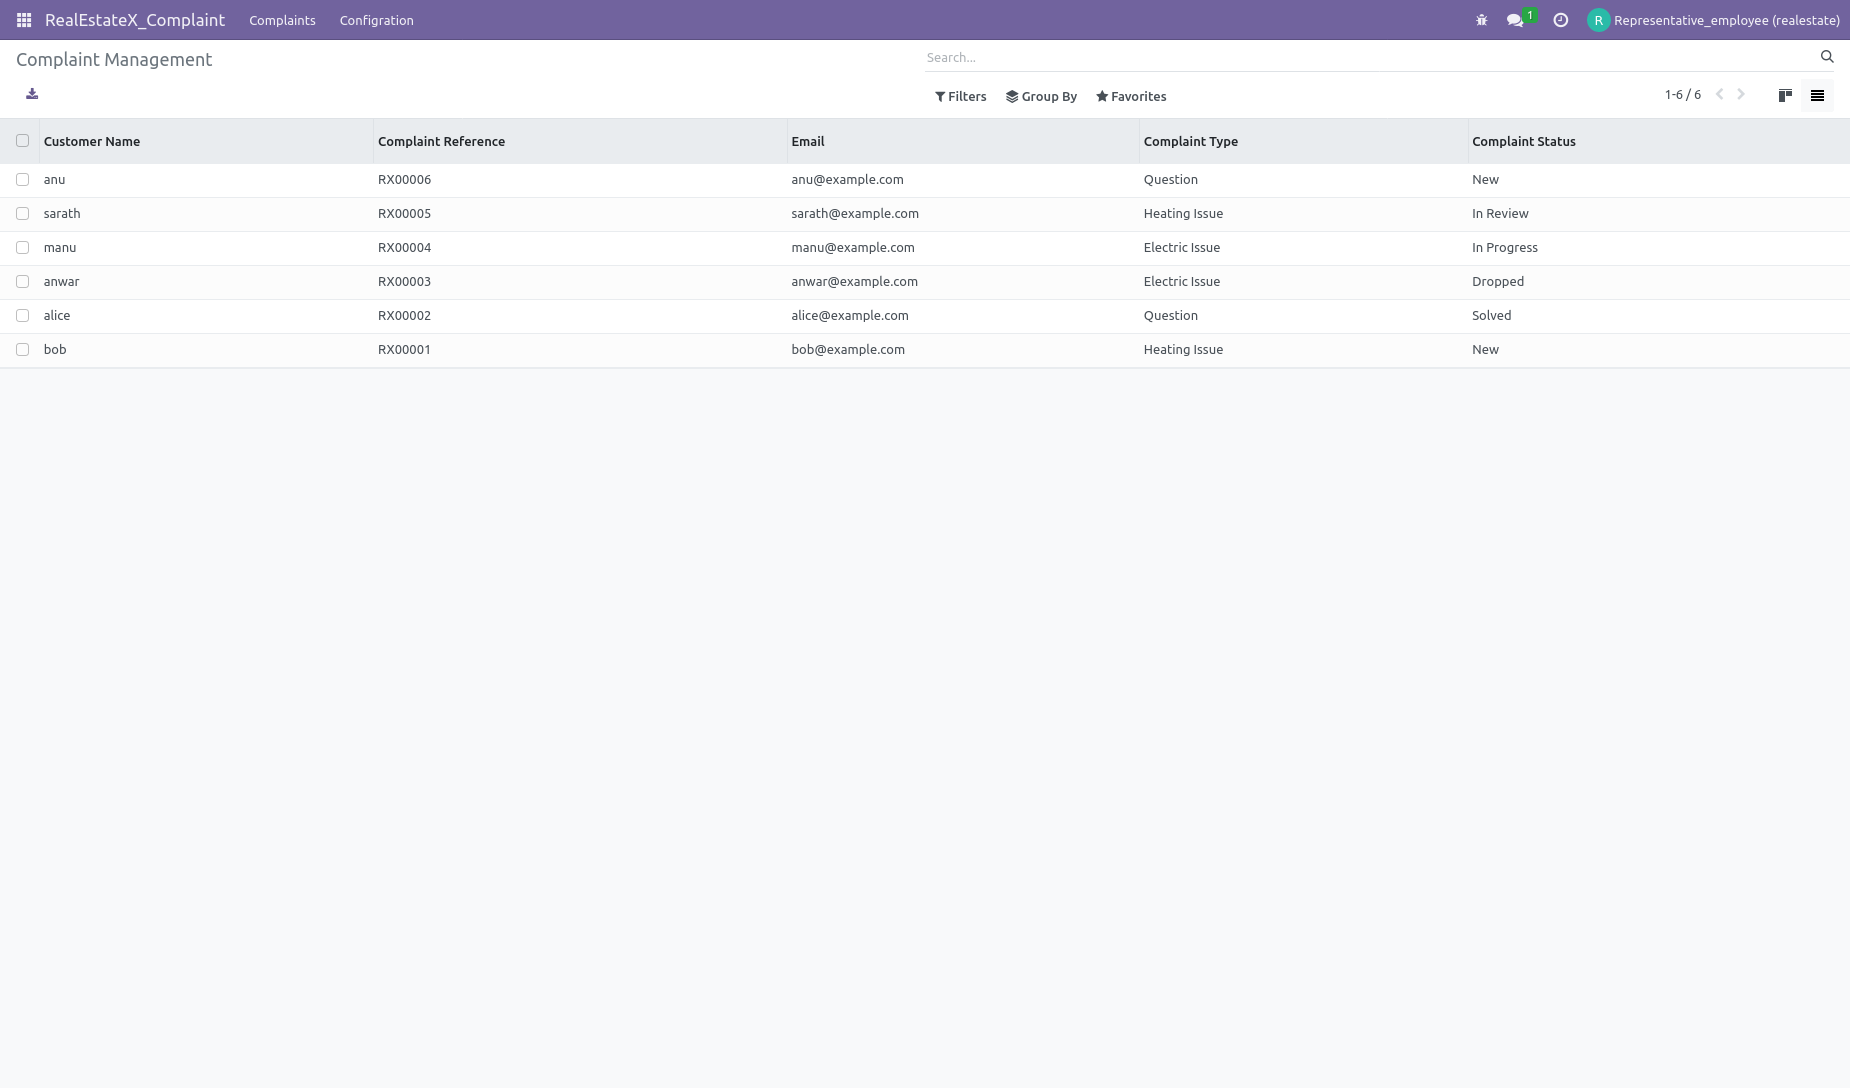 RealEstateX_Complaint Complaints Configration 1 R Representative_employee (realestate)
Complaint Management Search...
Filters Group By Favorites 1-6 / 6
Customer Name Complaint Reference Email Complaint Type Complaint Status
anu RX00006 anu@example.com Question New
sarath RX00005 sarath@example.com Heating Issue In Review
manu RX00004 manu@example.com Electric Issue In Progress
anwar RX00003 anwar@example.com Electric Issue Dropped
alice RX00002 alice@example.com Question Solved
bob RX00001 bob@example.com Heating Issue New